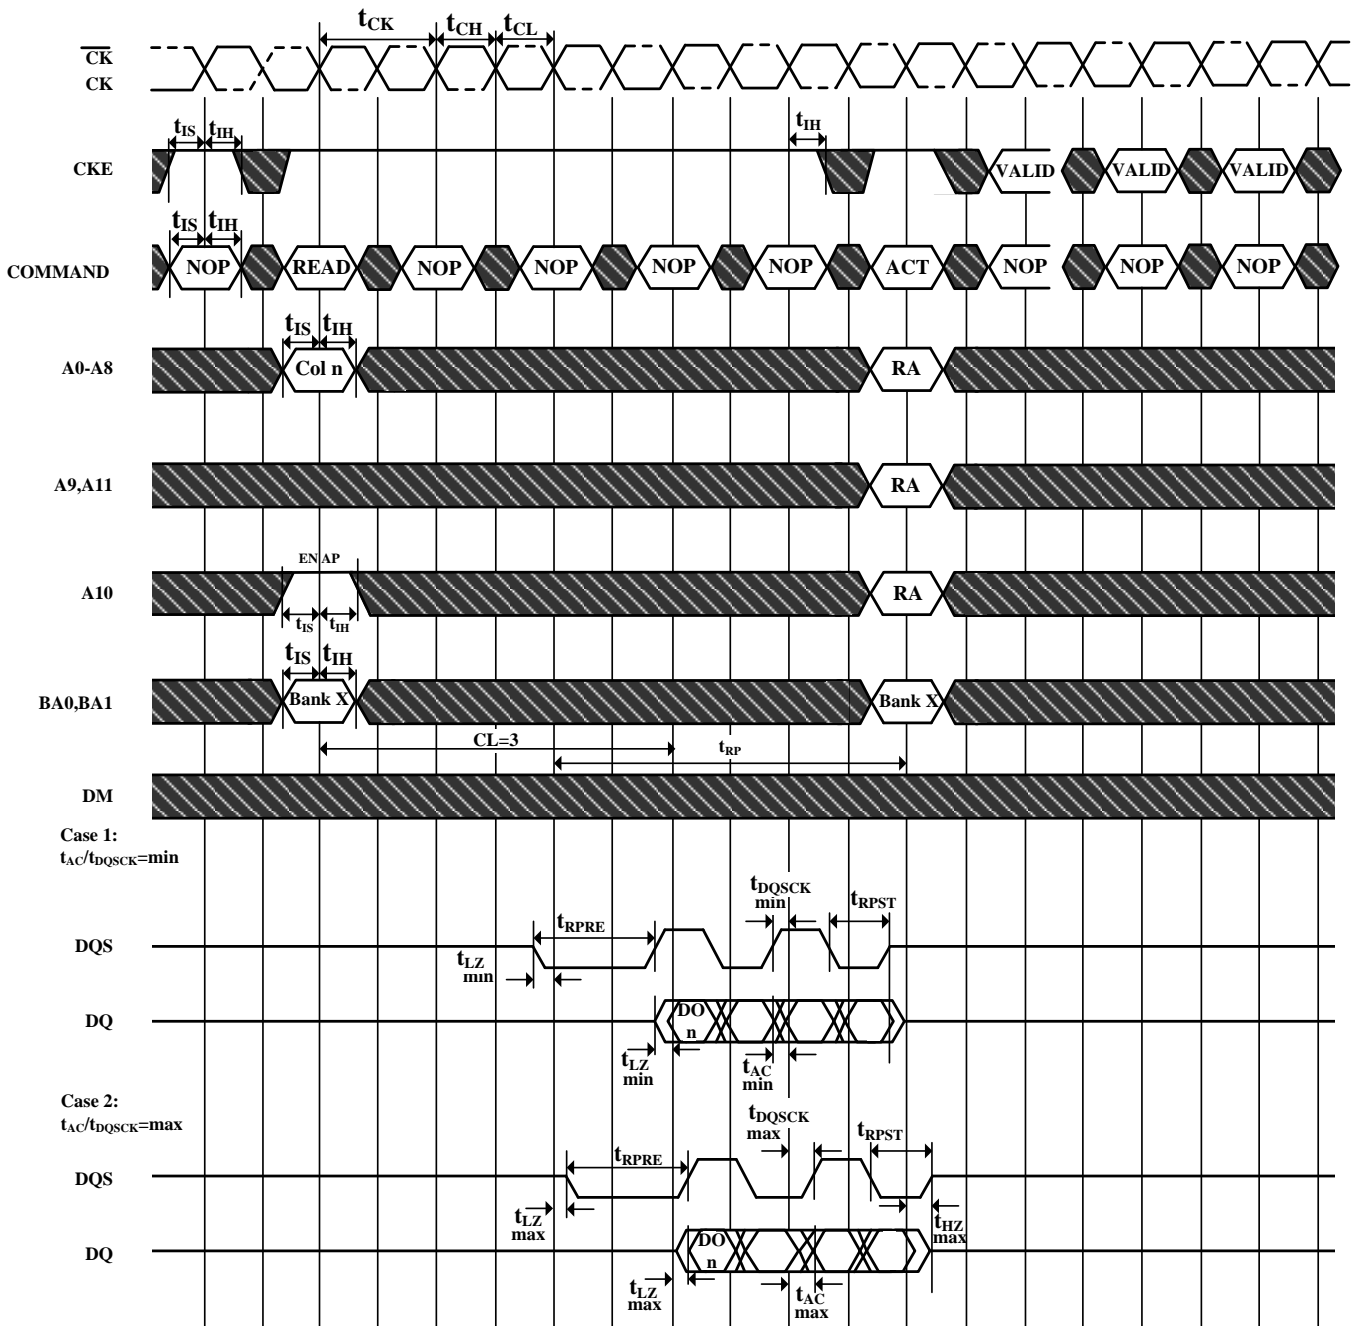 tCK tCH tCL
CK
CK
tIS tIH tIH
CKE VALID VALID VALID
tIS tIH
COMMAND NOP READ NOP NOP NOP NOP ACT NOP NOP NOP
tIS tIH
A0-A8 Col n RA
A9,A11 RA
EN AP
A10 RA
tIS tIH
tIS tIH
BA0,BA1 Bank X Bank X
CL=3 tRP
DM
Case 1:
tAC/tDQSCK=min
tDQSCK min tRPST
tRPRE
DQS
tLZ min
DQ DO n
tLZ min tAC min
Case 2:
tAC/tDQSCK=max
tDQSCK max tRPST
tRPRE
DQS
tLZ max tHZ max
DQ DO n
tLZ max tAC max